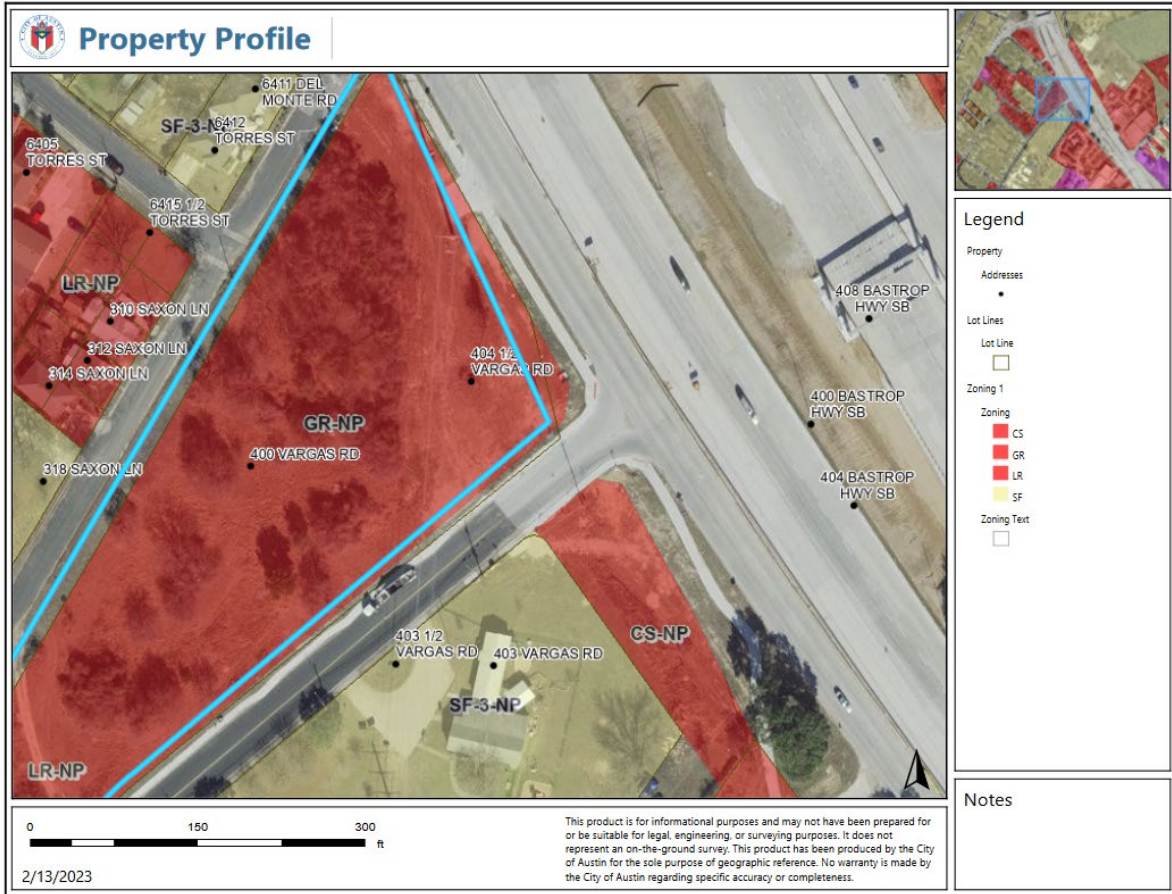 CITY OF AUSTIN
Property Profile
6411 DEL
MONTE RD
SF-3-NP
6412
TORRES ST
6405
TORRES ST
6415 1/2
TORRES ST
LR-NP
310 SAXON LN
312 SAXON LN
314 SAXON LN
318 SAXON LN
404 1/2
VARGAS RD
GR-NP
400 VARGAS RD
408 BASTROP
HWY SB
400 BASTROP
HWY SB
404 BASTROP
HWY SB
403 1/2
VARGAS RD
403 VARGAS RD
CS-NP
SF-3-NP
LR-NP
Legend
Property
Addresses
Lot Lines
Lot Line
Zoning 1
Zoning
CS
GR
LR
SF
Zoning Text
Notes
0 150 300
ft
2/13/2023
This product is for informational purposes and may not have been prepared for
or be suitable for legal, engineering, or surveying purposes. It does not
represent an on-the-ground survey. This product has been produced by the City
of Austin for the sole purpose of geographic reference. No warranty is made by
the City of Austin regarding specific accuracy or completeness.